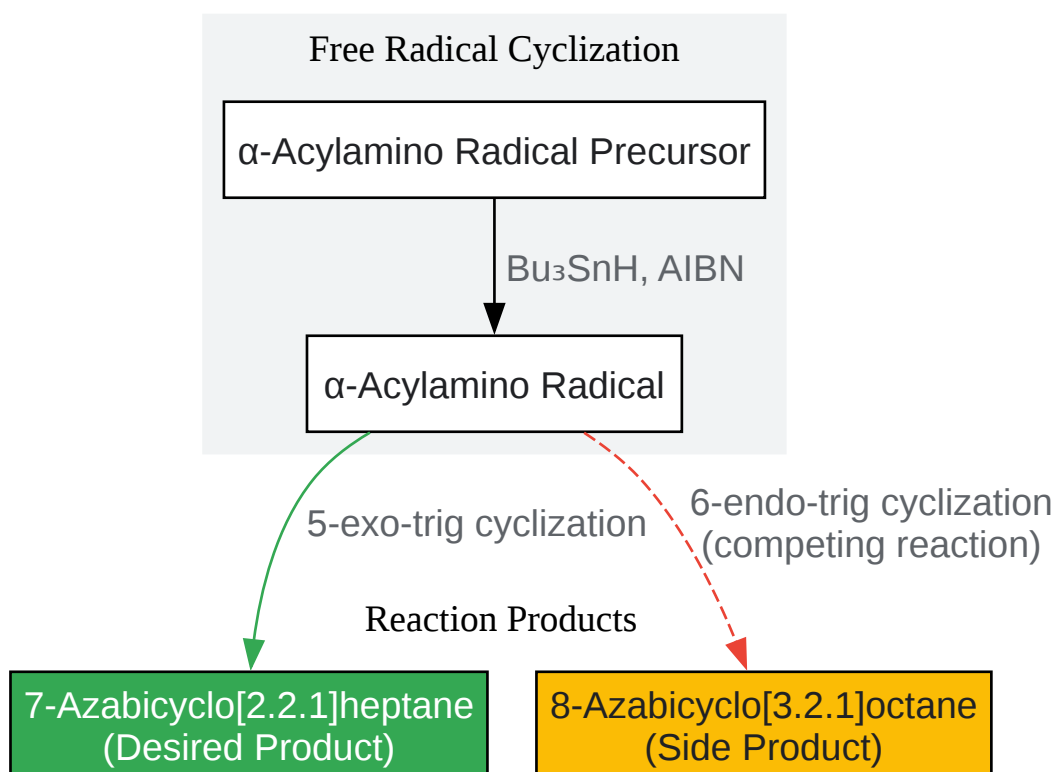 Free Radical Cyclization
α-Acylamino Radical Precursor
Bu₃SnH, AIBN
α-Acylamino Radical
5-exo-trig cyclization
6-endo-trig cyclization
(competing reaction)
Reaction Products
7-Azabicyclo[2.2.1]heptane
(Desired Product)
8-Azabicyclo[3.2.1]octane
(Side Product)